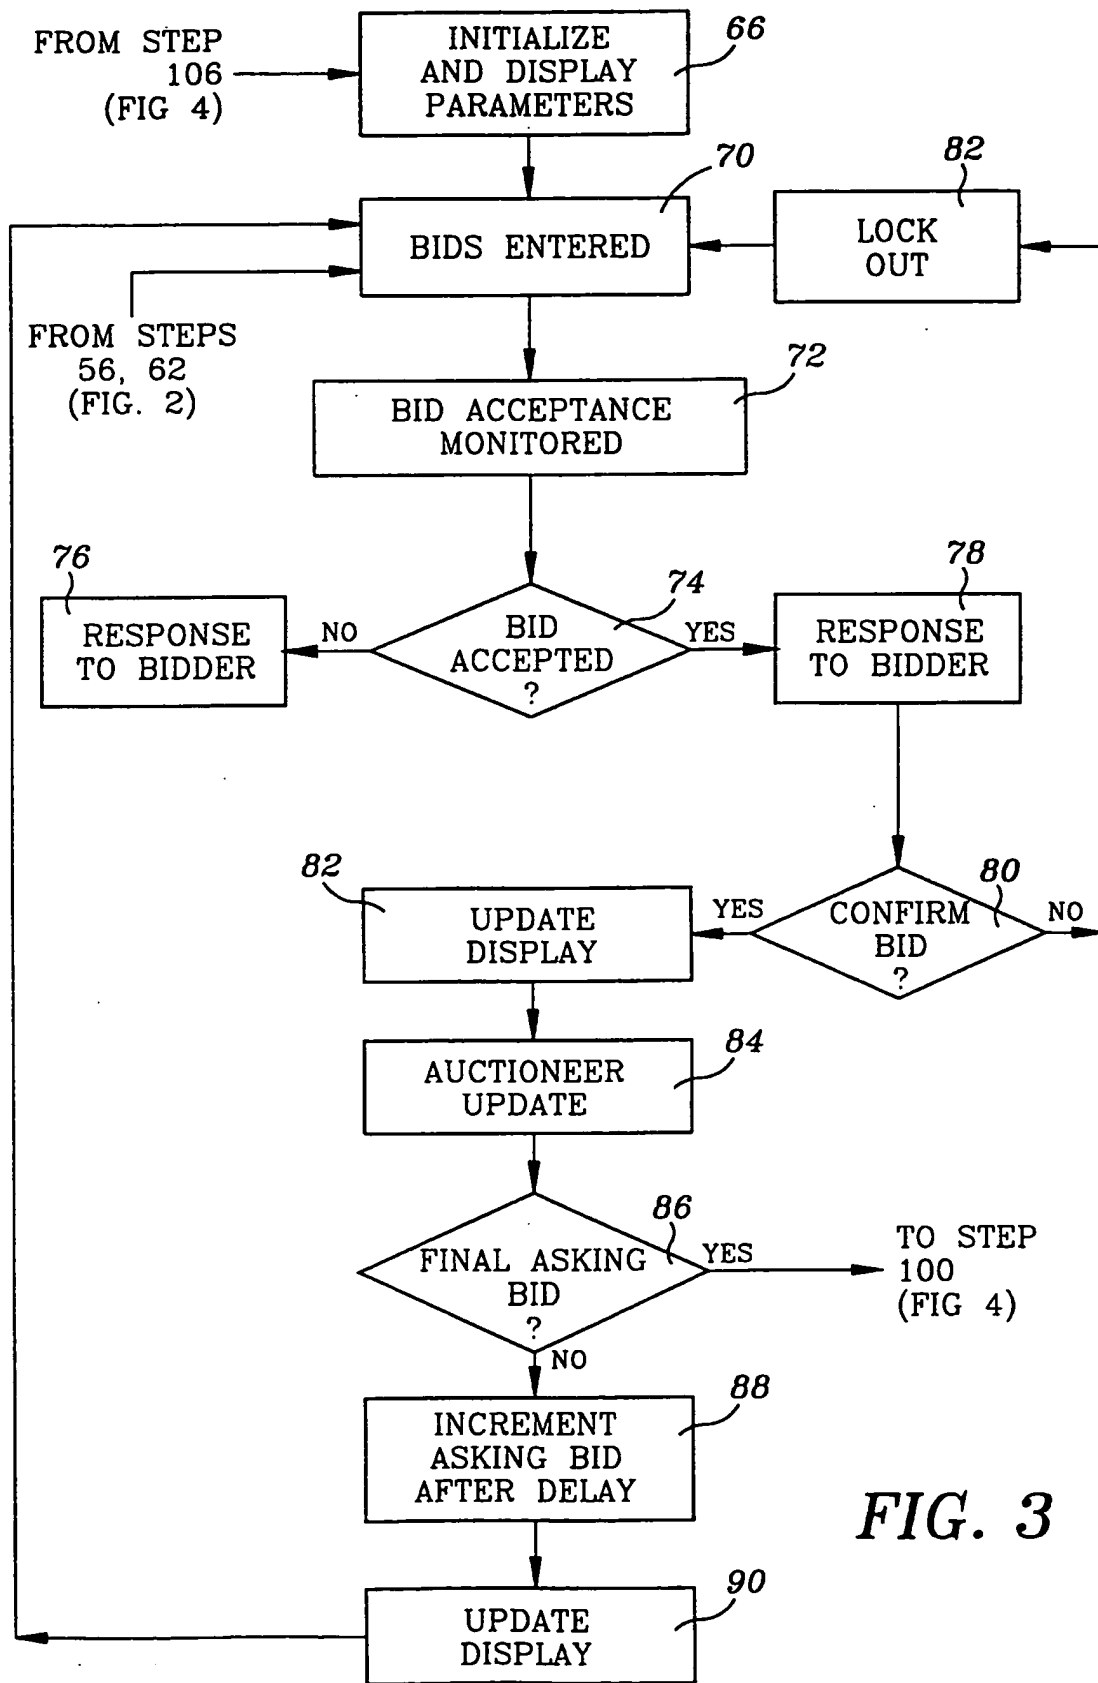 FROM STEP
106
(FIG 4)
INITIALIZE
AND DISPLAY
PARAMETERS
66
70
BIDS ENTERED
82
LOCK
OUT
FROM STEPS
56, 62
(FIG. 2)
72
BID ACCEPTANCE
MONITORED
76
RESPONSE
TO BIDDER
NO
74
BID
ACCEPTED
?
YES
78
RESPONSE
TO BIDDER
82
UPDATE
DISPLAY
YES
80
CONFIRM
BID
?
NO
84
AUCTIONEER
UPDATE
86
FINAL ASKING
BID
?
YES
TO STEP
100
(FIG 4)
NO
88
INCREMENT
ASKING BID
AFTER DELAY
90
UPDATE
DISPLAY
FIG. 3